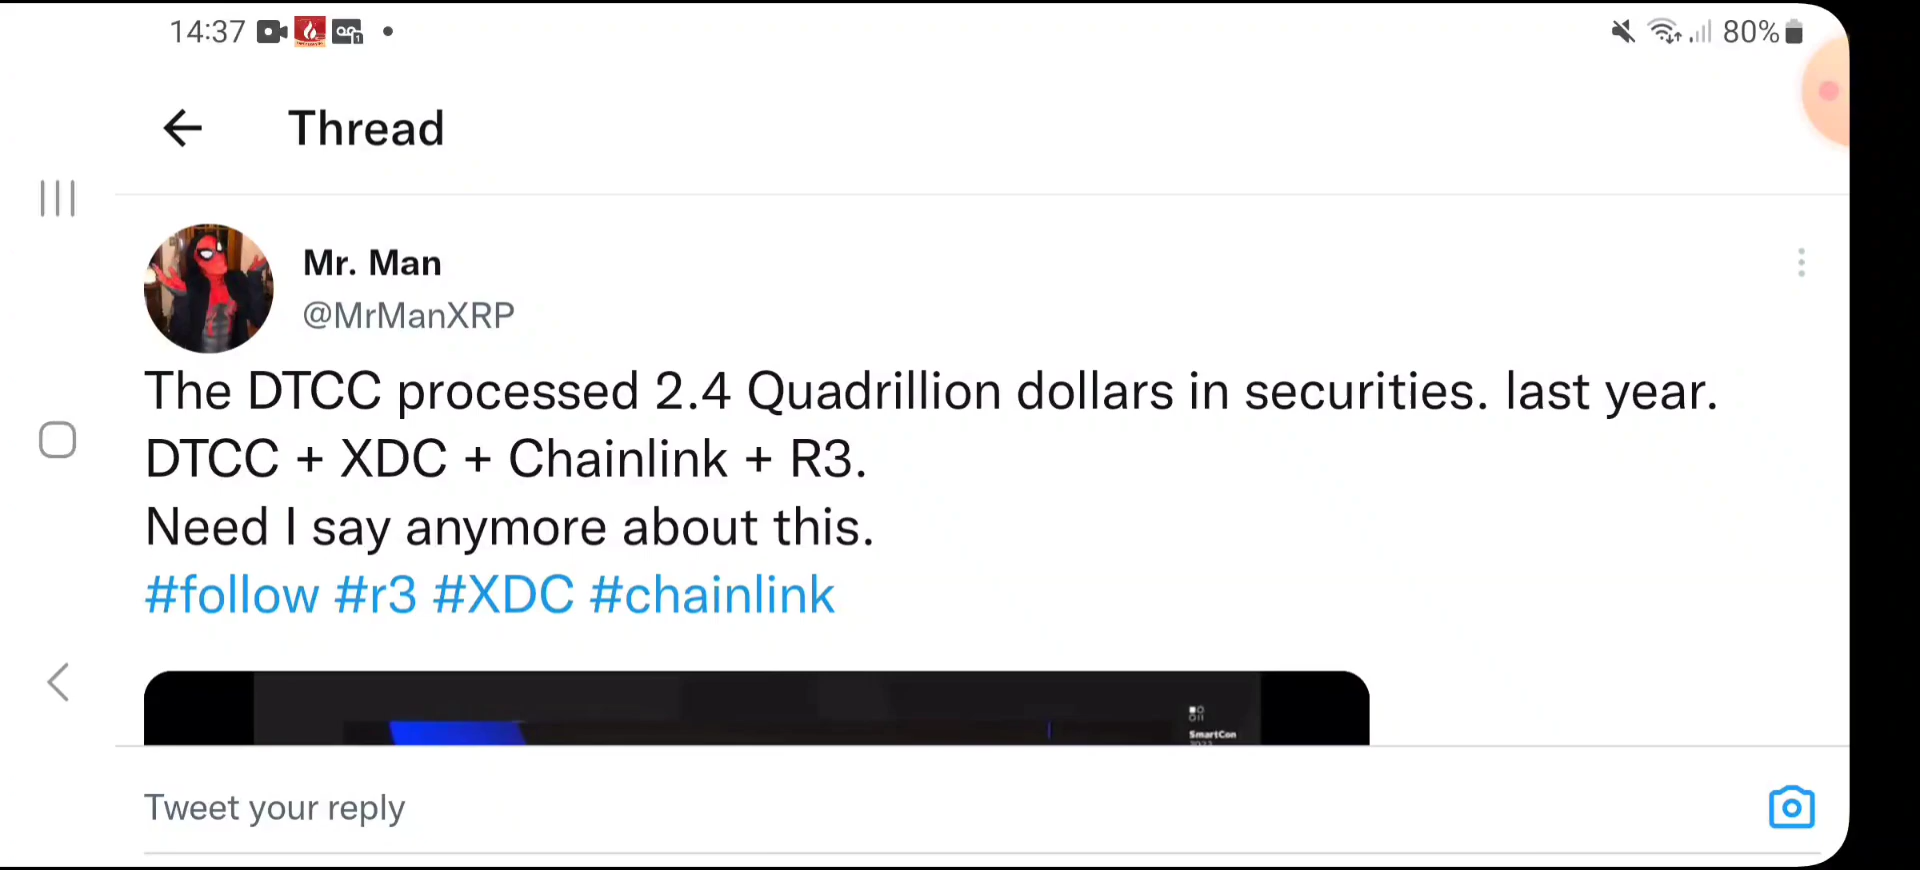 14:37
80%
Thread
Mr. Man
@MrManXRP
The DTCC processed 2.4 Quadrillion dollars in securities. last year.
DTCC + XDC + Chainlink + R3.
Need I say anymore about this.
#follow #r3 #XDC #chainlink
SmartCon
Tweet your reply